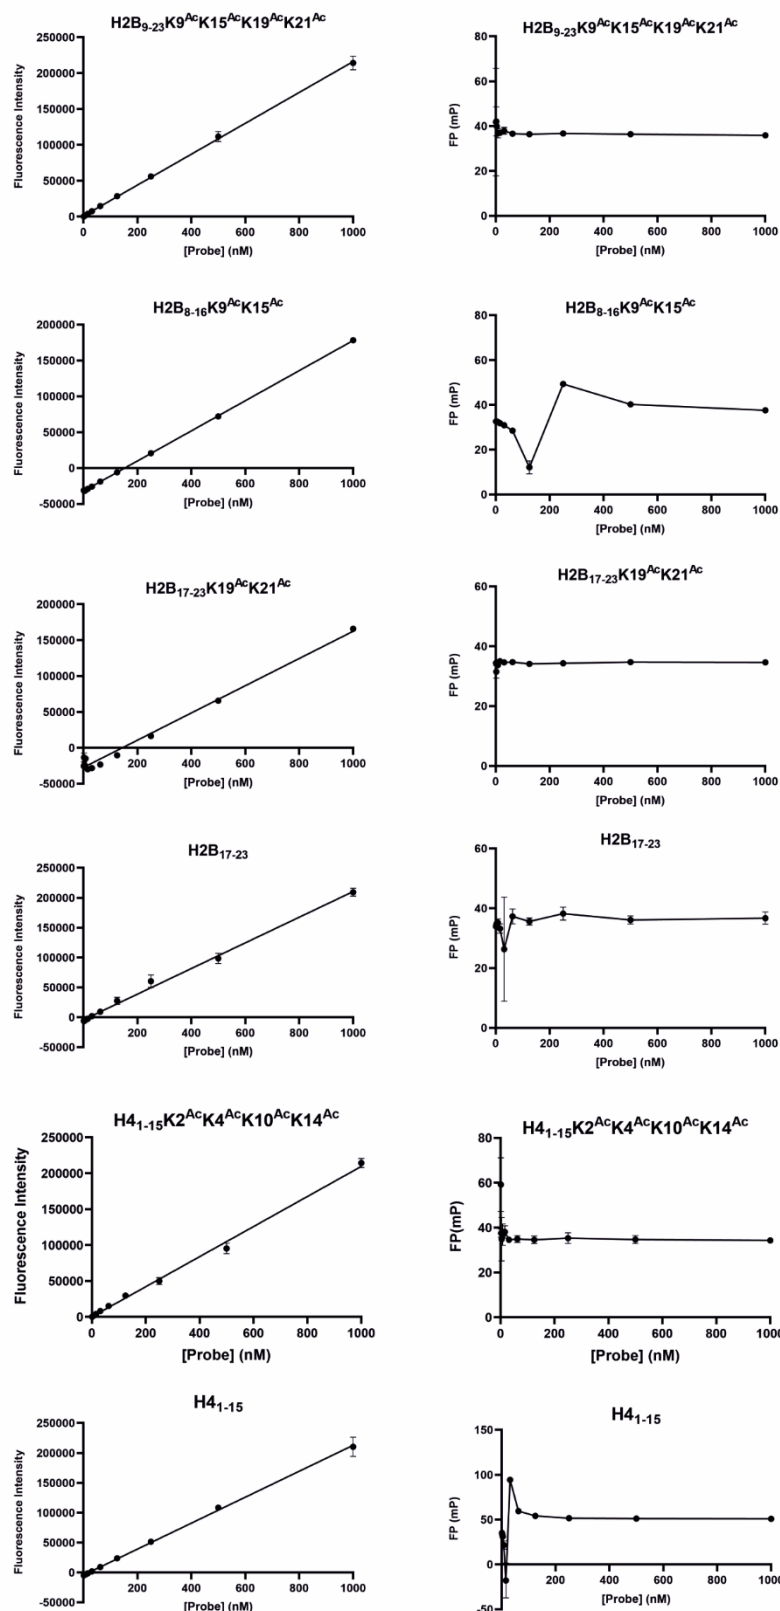 H2B9-23K9AcK15AcK19AcK21Ac
Fluorescence Intensity
250000
200000
150000
100000
50000
0
0 200 400 600 800 1000
[Probe] (nM)
H2B9-23K9AcK15AcK19AcK21Ac
FP (mP)
80
60
40
20
0
0 200 400 600 800 1000
[Probe] (nM)
H2B8-16K9AcK15Ac
Fluorescence Intensity
200000
150000
100000
50000
0
-50000
200 400 600 800 1000
[Probe] (nM)
H2B8-16K9AcK15Ac
FP (mP)
80
60
40
20
0
0 200 400 600 800 1000
[Probe] (nM)
H2B17-23K19AcK21Ac
Fluorescence Intensity
200000
150000
100000
50000
0
-50000
200 400 600 800 1000
[Probe] (nM)
H2B17-23K19AcK21Ac
FP (mP)
60
40
20
0
0 200 400 600 800 1000
[Probe] (nM)
H2B17-23
Fluorescence Intensity
250000
200000
150000
100000
50000
0
-50000
200 400 600 800 1000
[Probe] (nM)
H2B17-23
FP (mP)
60
40
20
0
0 200 400 600 800 1000
[Probe] (nM)
H41-15K2AcK4AcK10AcK14Ac
Fluorescence Intensity
250000
200000
150000
100000
50000
0
0 200 400 600 800 1000
[Probe] (nM)
H41-15K2AcK4AcK10AcK14Ac
FP(mP)
80
60
40
20
0
0 200 400 600 800 1000
[Probe] (nM)
H41-15
Fluorescence Intensity
250000
200000
150000
100000
50000
0
-50000
200 400 600 800 1000
[Probe] (nM)
H41-15
FP (mP)
150
100
50
0
-50
200 400 600 800 1000
[Probe] (nM)